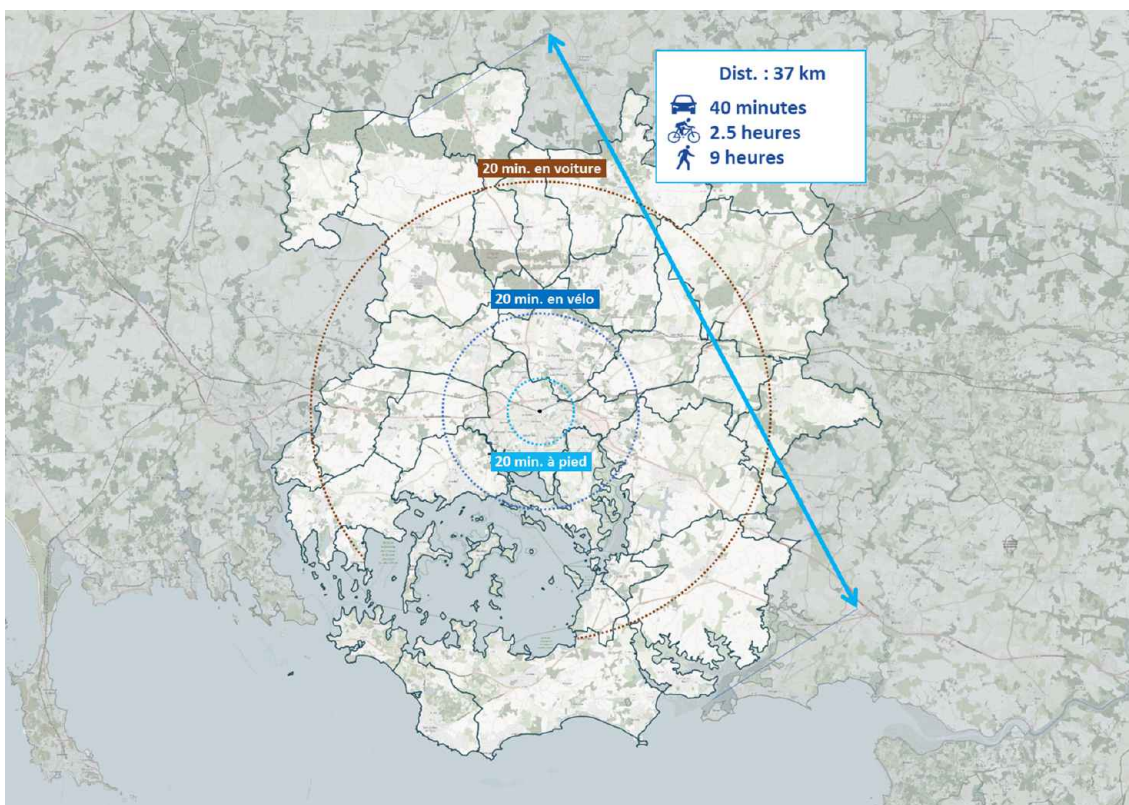 Dist. : 37 km
40 minutes
2.5 heures
9 heures
20 min. en voiture
20 min. en vélo
20 min. à pied